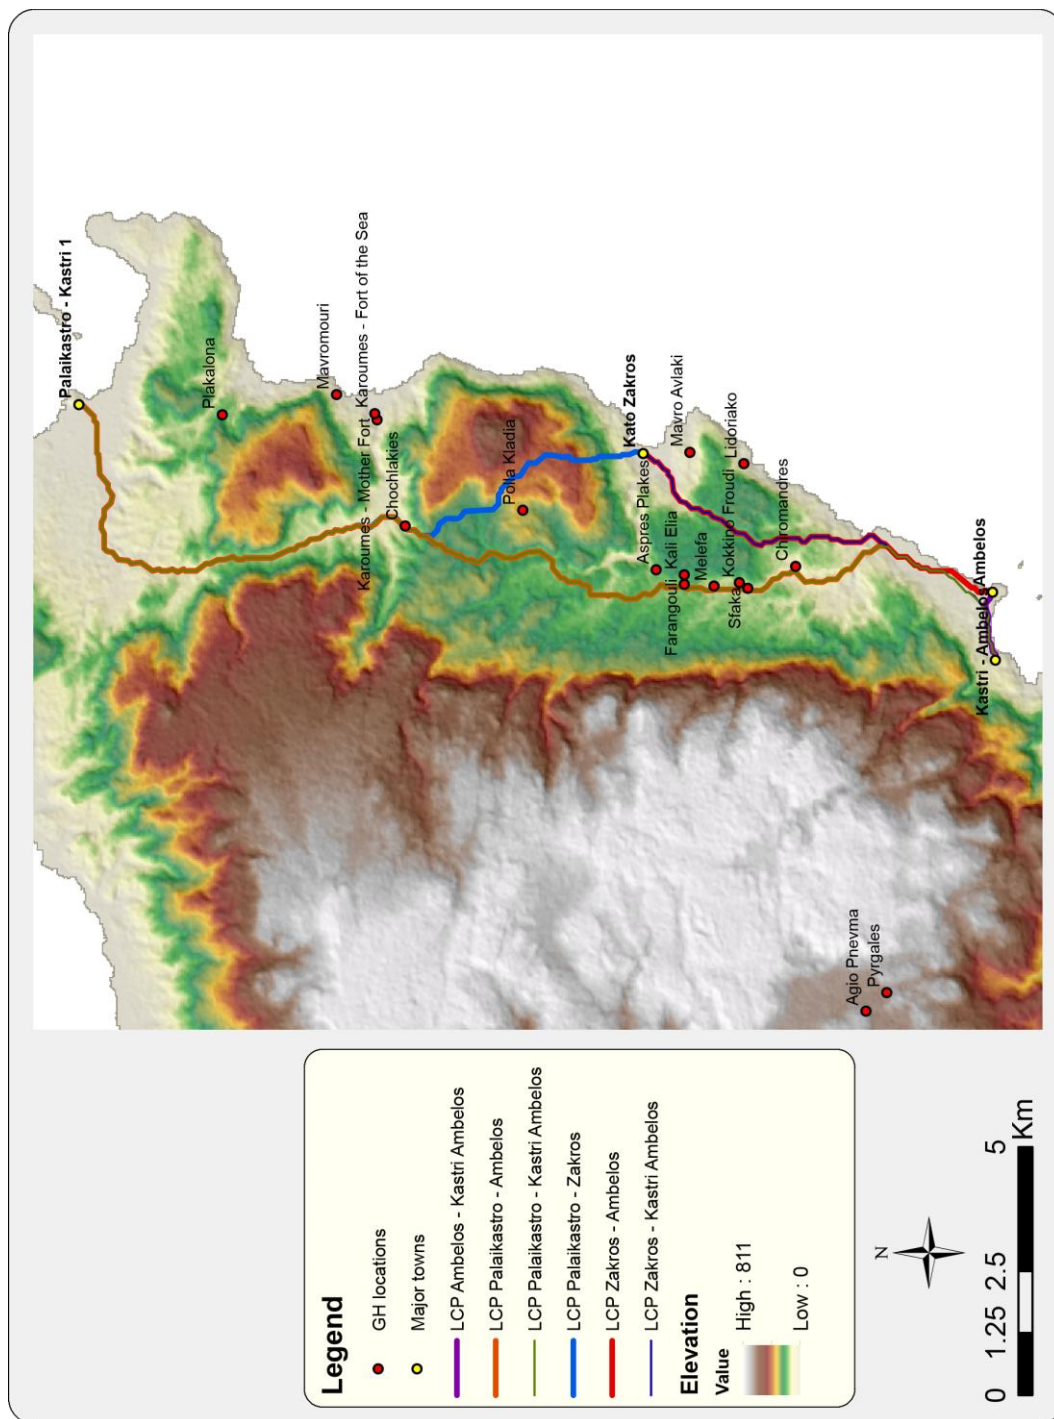 Palaikastro - Kastri 1
Plakalona
Mavromouri
Karoumes - Fort of the Sea
Karoumes - Mother Fort
Chochlakies
Polla Kladia
Kato Zakros
Aspres Plakes
Mavro Avlaki
Farangouli
Kali Elia
Melefa
Lidoriako
Kokkino Froudi
Sfaka
Chiromandres
Ambelos
Kastri - Ambelos
Agio Pnevma
Pyrgales
Legend
GH locations
Major towns
LCP Ambelos - Kastri Ambelos
LCP Palaikastro - Ambelos
LCP Palaikastro - Kastri Ambelos
LCP Palaikastro - Zakros
LCP Zakros - Ambelos
LCP Zakros - Kastri Ambelos
Elevation
Value
High : 811
Low : 0
N
0 1.25 2.5 5
Km